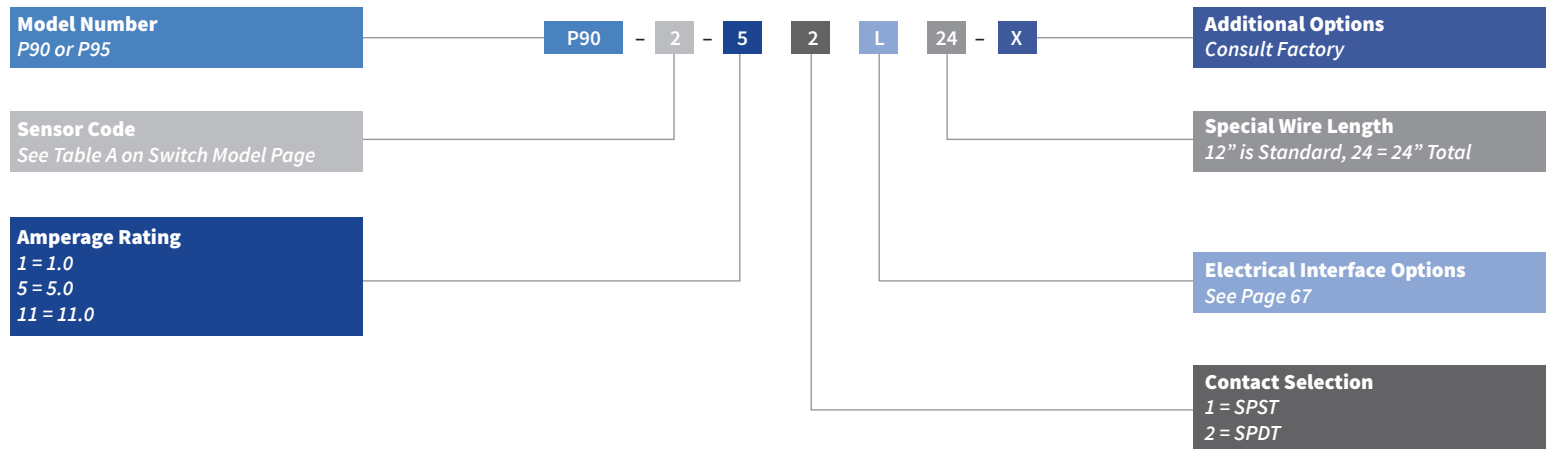 Model Number
P90 or P95
P90 – 2 – 5 2 L 24 – X
Additional Options
Consult Factory
Sensor Code
See Table A on Switch Model Page
Special Wire Length
12” is Standard, 24 = 24” Total
Amperage Rating
1 = 1.0
5 = 5.0
11 = 11.0
Electrical Interface Options
See Page 67
Contact Selection
1 = SPST
2 = SPDT